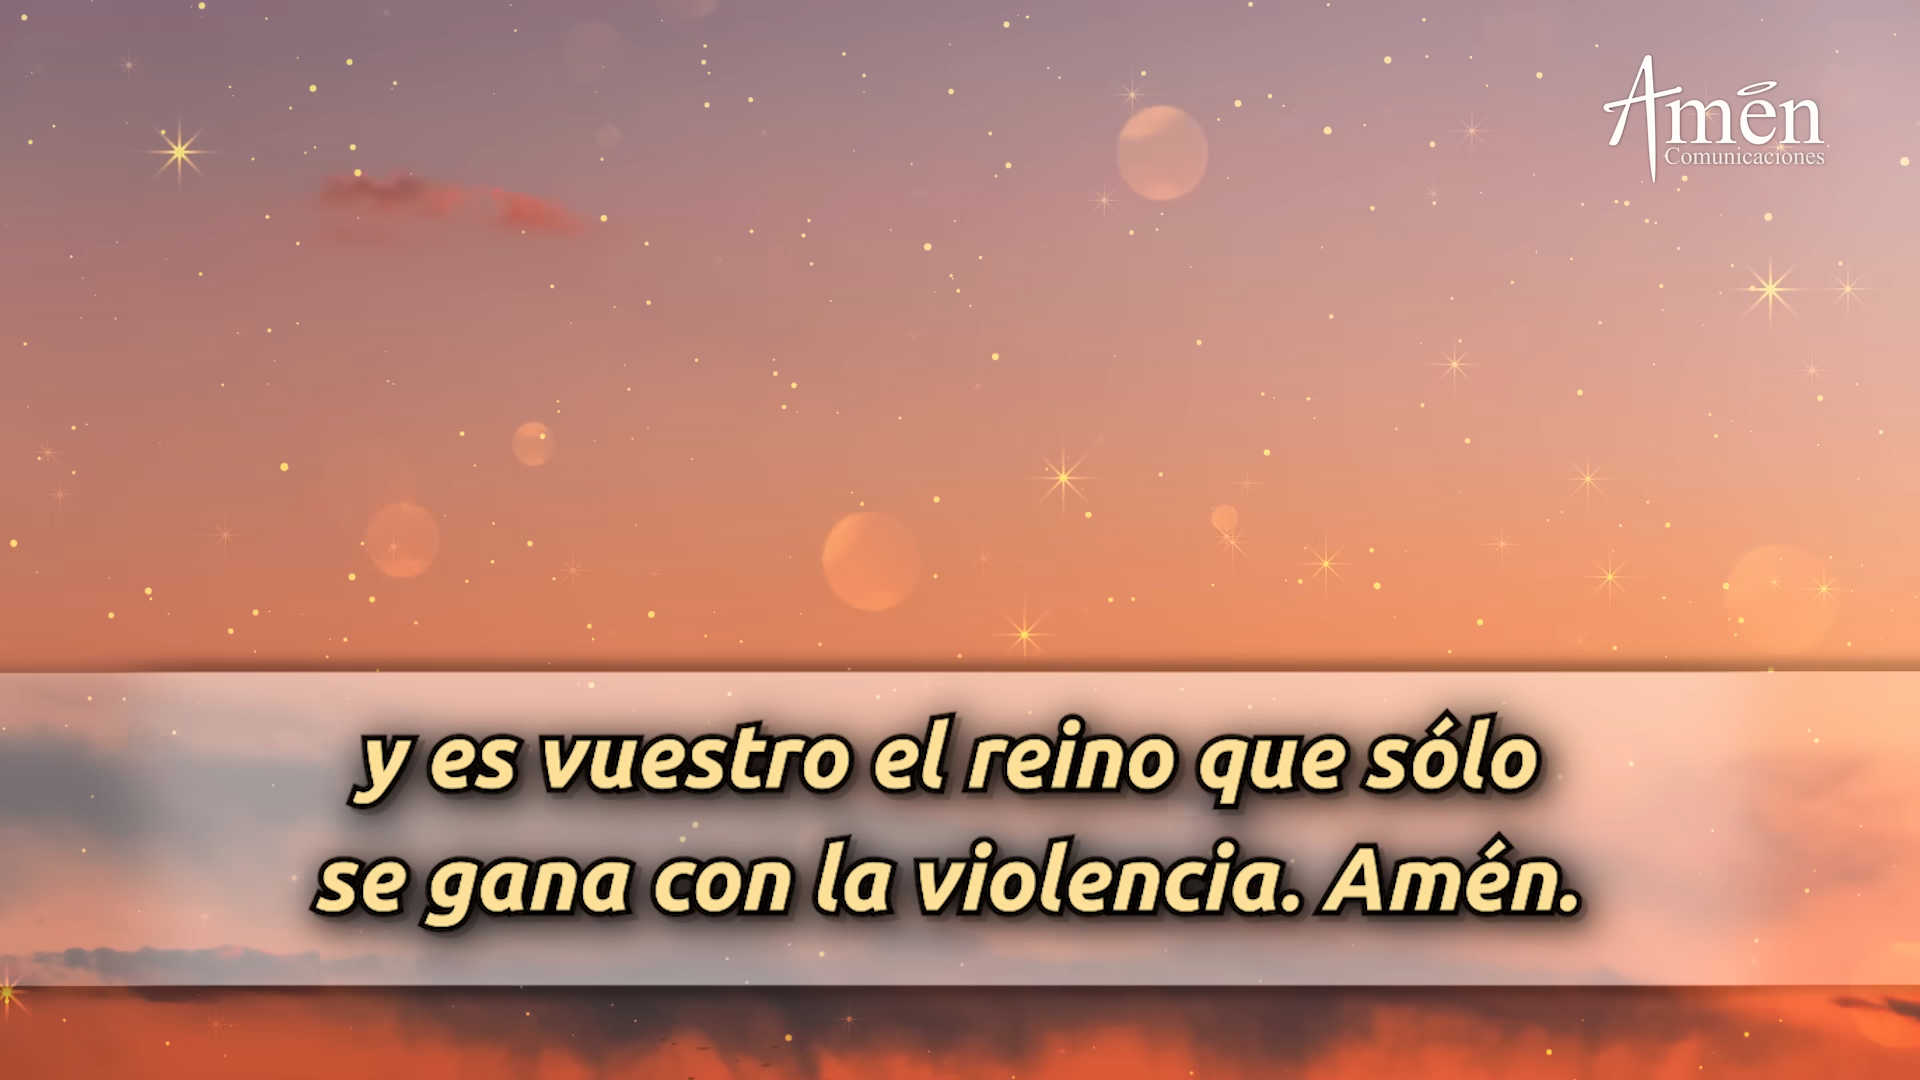 Amén
Comunicaciones
y es vuestro el reino que sólo
se gana con la violencia. Amén.